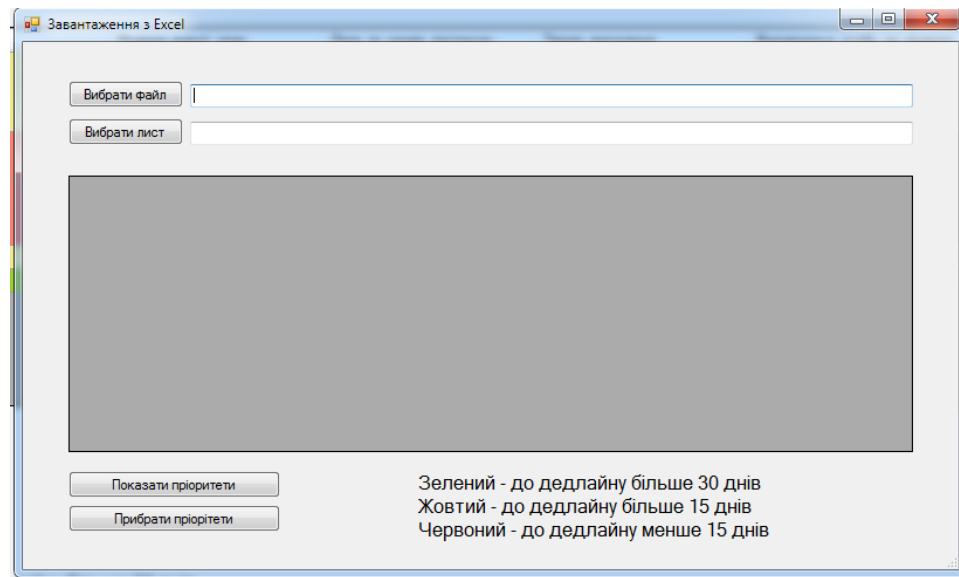 Завантаження з Excel
Вибрати файл
Вибрати лист
Показати пріоритети
Прибрати пріорітети
Зелений - до дедлайну більше 30 днів
Жовтий - до дедлайну більше 15 днів
Червоний - до дедлайну менше 15 днів